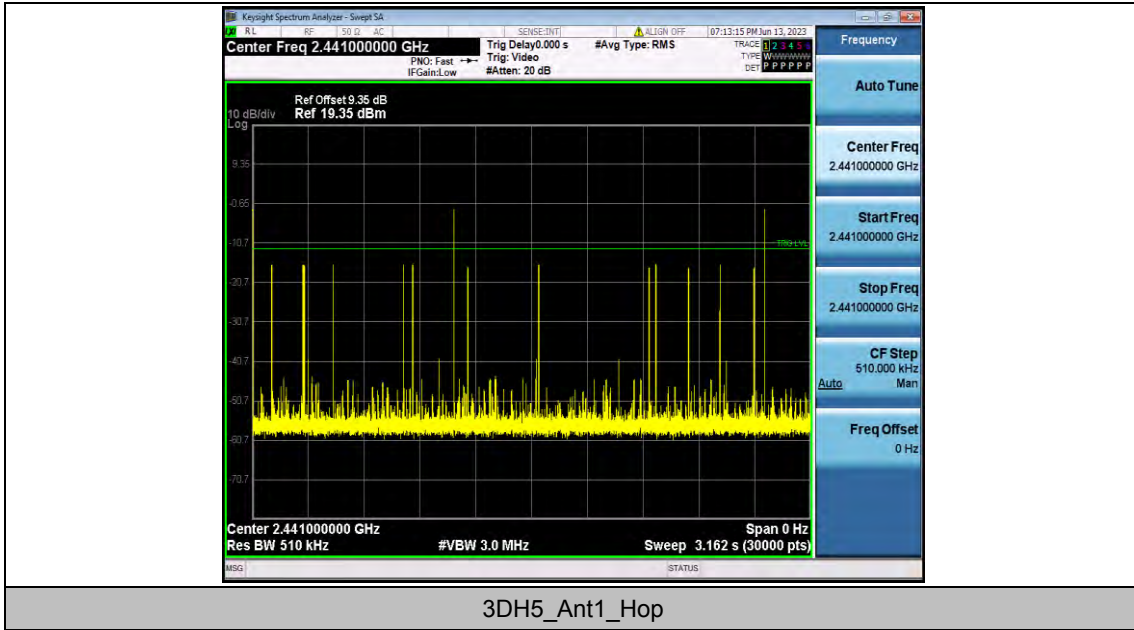 Keysight Spectrum Analyzer - Swept SA
RL RF 50 Ω AC SENSE:INT ALIGN OFF 07:13:15 PM Jun 13, 2023
Center Freq 2.441000000 GHz
PNO: Fast
IFGain:Low
Trig Delay0.000 s
Trig: Video
#Atten: 20 dB
#Avg Type: RMS
TRACE 1 2 3 4 5 6
TYPE W
DET P P P P P P
Ref Offset 9.35 dB
10 dB/div Ref 19.35 dBm
Log
9.35
-0.65
-10.7
TRIG LVL
-20.7
-30.7
-40.7
-50.7
-60.7
-70.7
Center 2.441000000 GHz Span 0 Hz
Res BW 510 kHz #VBW 3.0 MHz Sweep 3.162 s (30000 pts)
MSG STATUS
Frequency
Auto Tune
Center Freq
2.441000000 GHz
Start Freq
2.441000000 GHz
Stop Freq
2.441000000 GHz
CF Step
510.000 kHz
Auto Man
Freq Offset
0 Hz
3DH5_Ant1_Hop